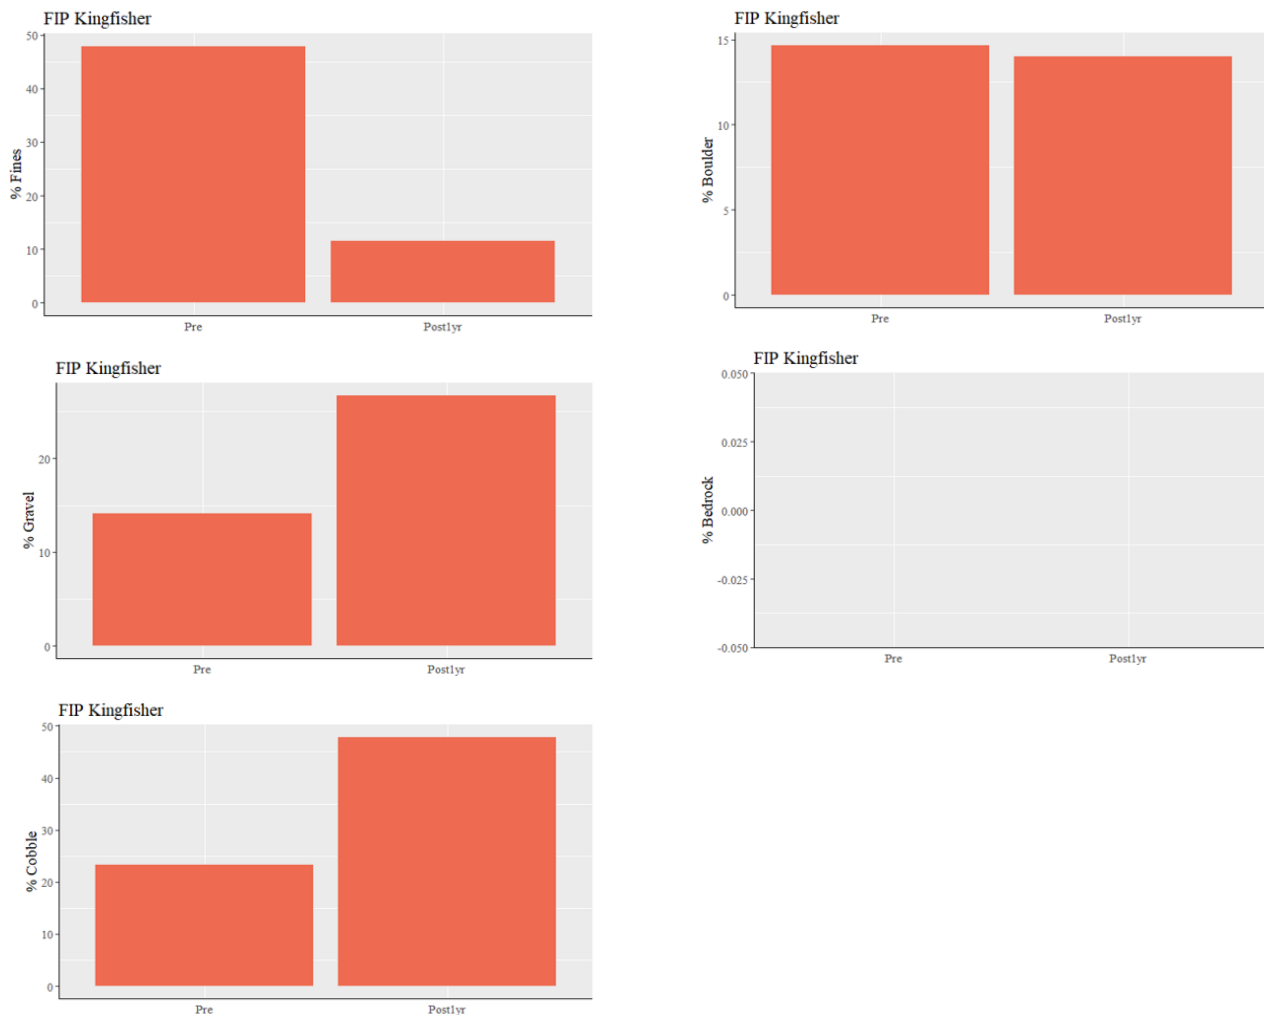 FIP Kingfisher
% Fines
50
40
30
20
10
0
Pre Post1yr
FIP Kingfisher
% Boulder
15
10
5
0
Pre Post1yr
FIP Kingfisher
% Gravel
20
10
0
Pre Post1yr
FIP Kingfisher
% Bedrock
0.050
0.025
0.000
-0.025
-0.050
Pre Post1yr
FIP Kingfisher
% Cobble
50
40
30
20
10
0
Pre Post1yr